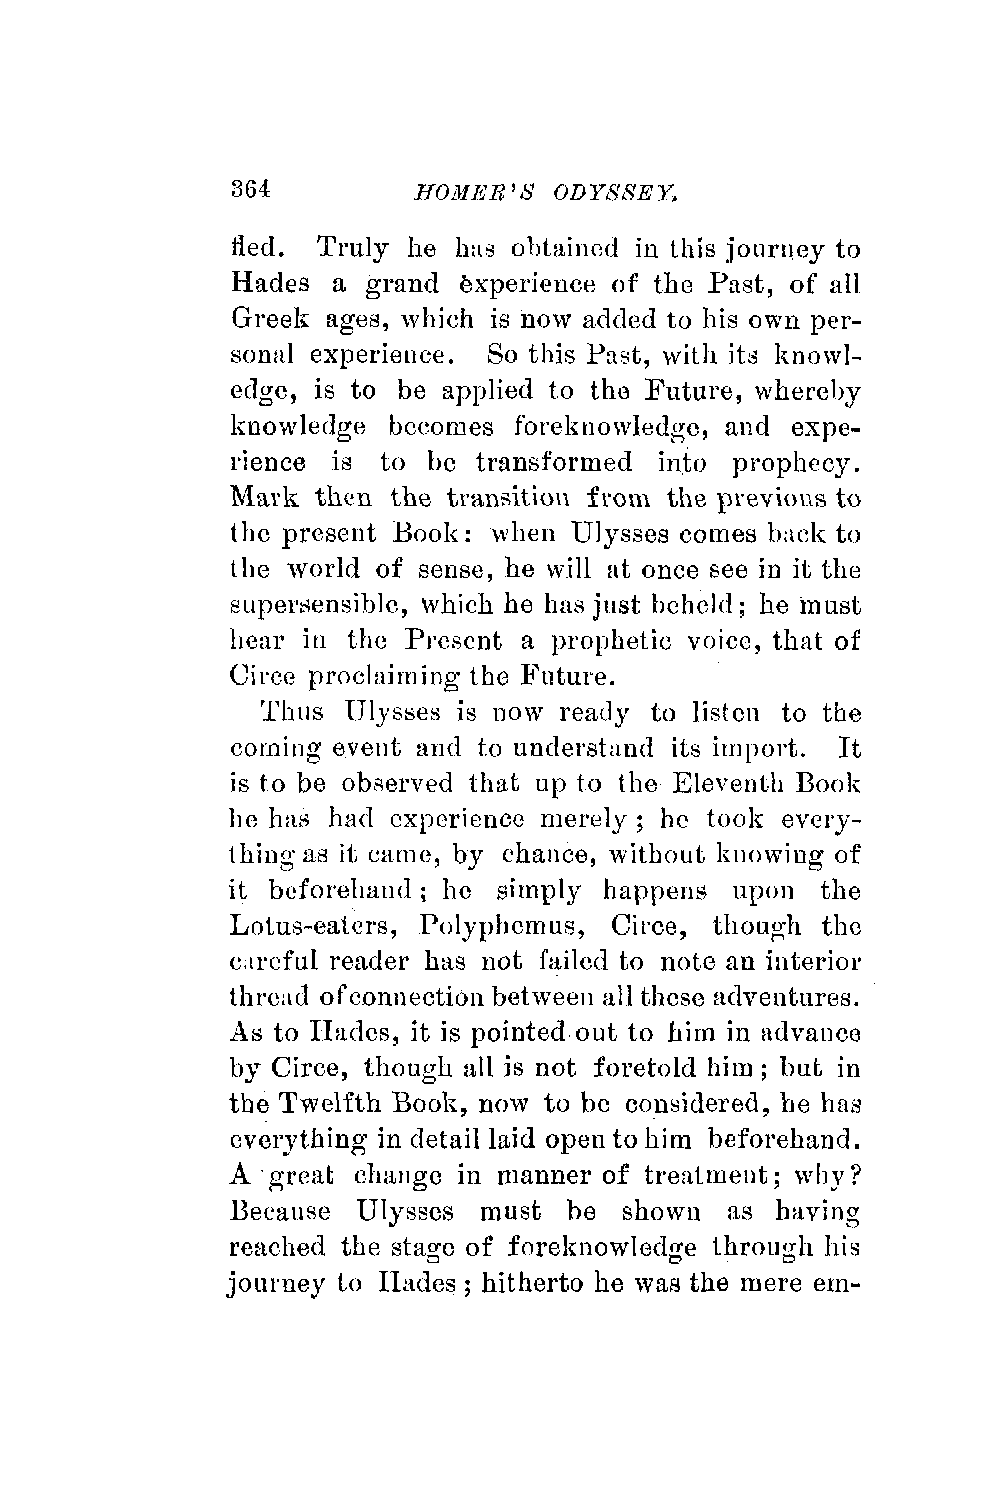 364 HOMER'S ODYSSEY.
fied. Truly he has obtained in this journey to
Hades a grand experience of the Past, of all
Greek ages, which is now added to his own per-
sonal experience. So this Past, with its knowl-
edge, is to be applied to the Future, whereby
knowledge becomes foreknowledge, and expe-
rience is to be transformed into prophecy.
Mark then the transition from the previous to
the present Book: when Ulysses comes back to
the world of sense, he will at once see in it the
supersensible, which he has just beheld; he must
hear in the Present a prophetic voice, that of
Circe proclaiming the Future.
Thus Ulysses is now ready to listen to the
coming event and to understand its import. It
is to be observed that up to the Eleventh Book
he has had experience merely; he took every-
thing as it came, by chance, without knowing of
it beforehand; he simply happens upon the
Lotus-eaters, Polyphemus, Circe, though the
careful reader has not failed to note an interior
thread of connection between all these adventures.
As to Hades, it is pointed out to him in advance
by Circe, though all is not foretold him; but in
the Twelfth Book, now to be considered, he has
everything in detail laid open to him beforehand.
A great change in manner of treatment; why?
Because Ulysses must be shown as having
reached the stage of foreknowledge through his
journey to Hades; hitherto he was the mere em-